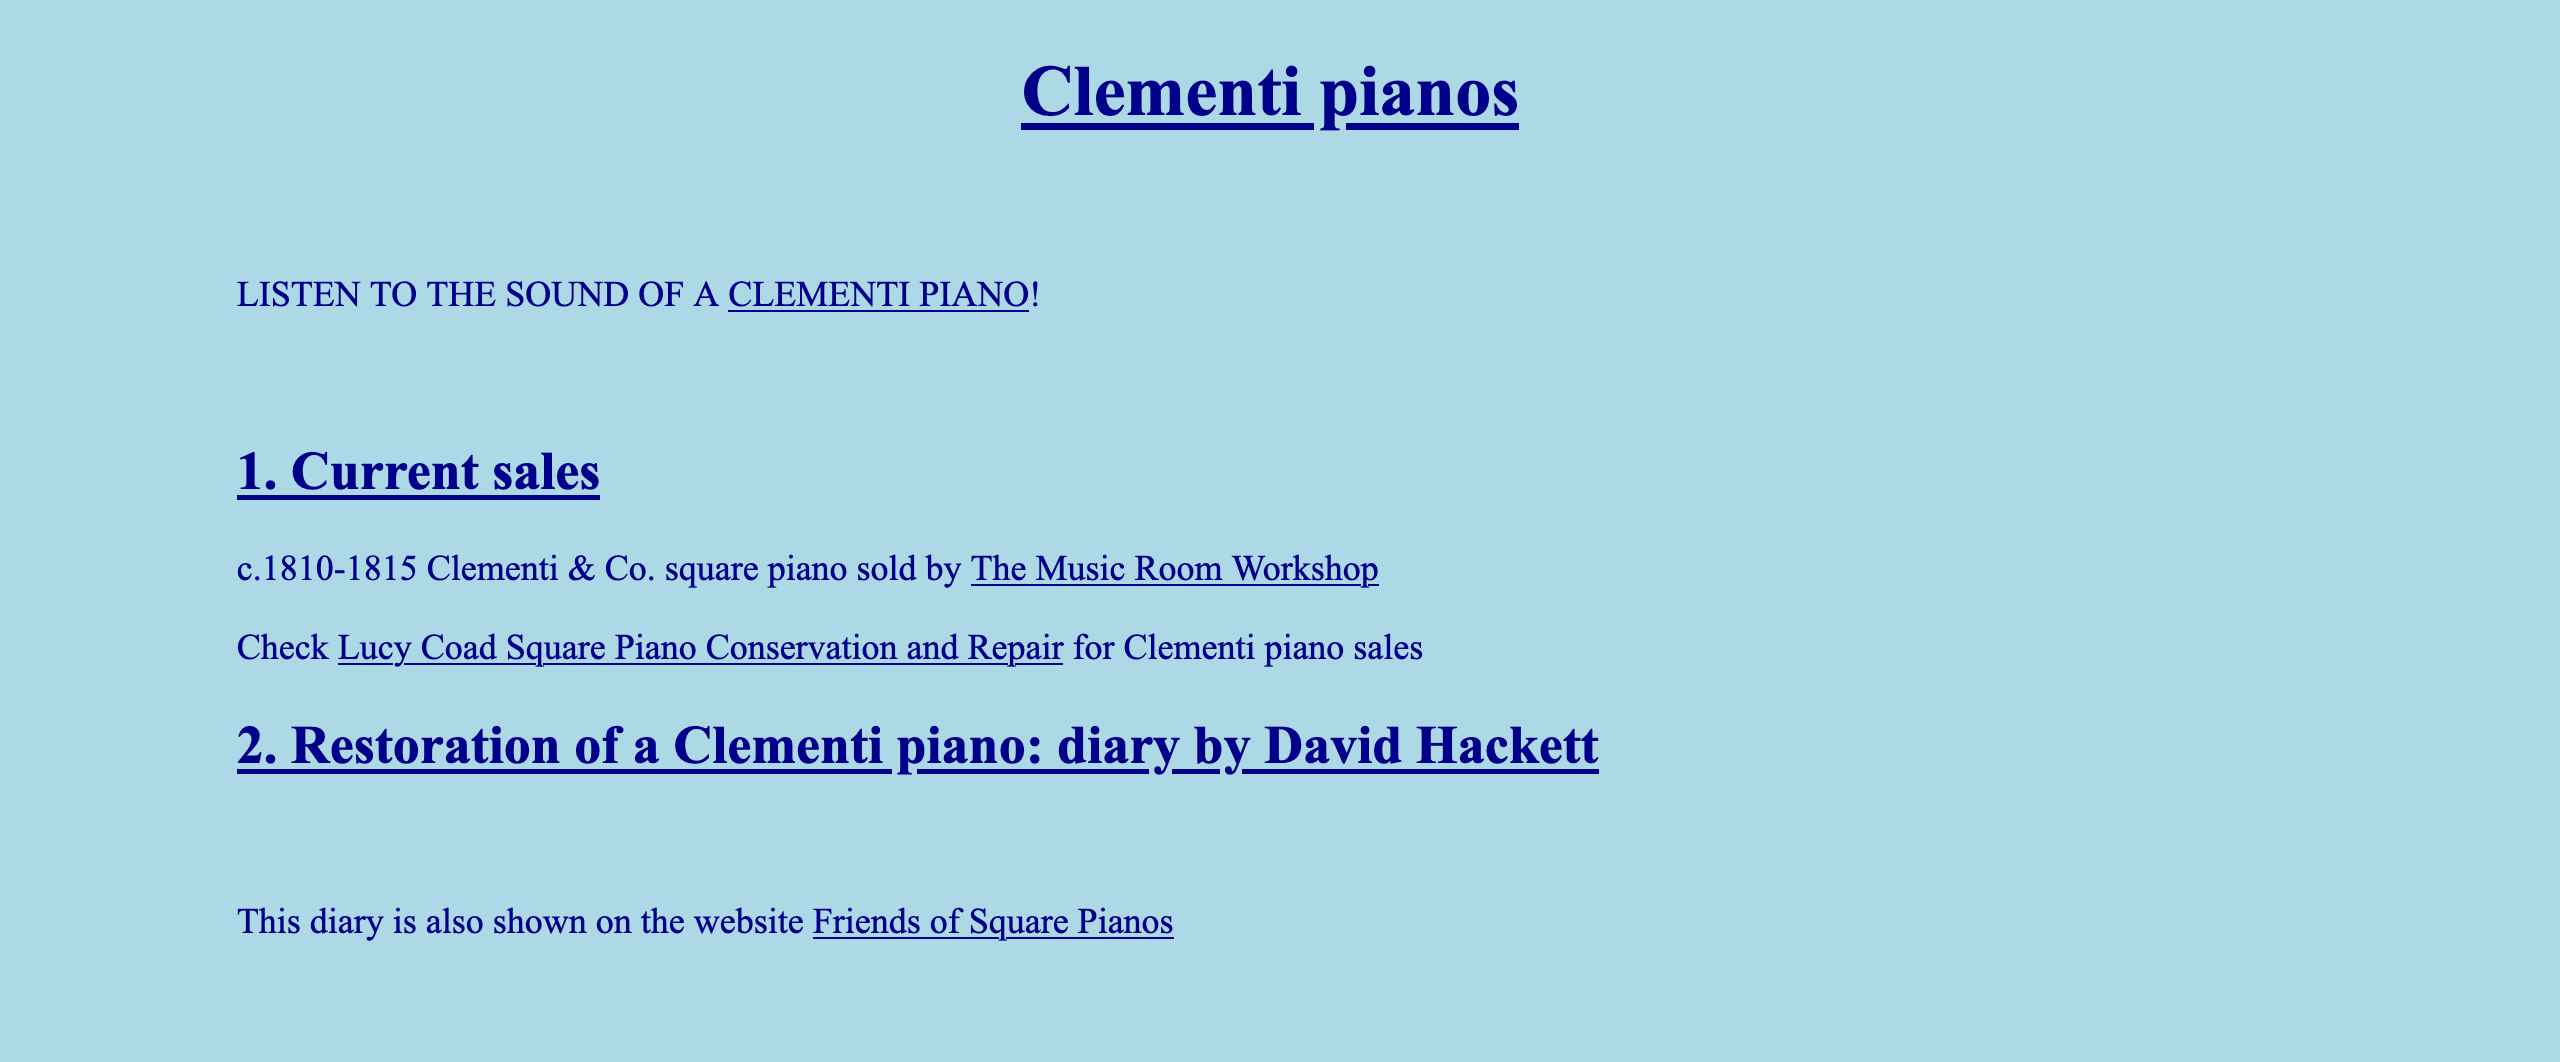 Clementi pianos
LISTEN TO THE SOUND OF A CLEMENTI PIANO!
1. Current sales
c.1810-1815 Clementi & Co. square piano sold by The Music Room Workshop
Check Lucy Coad Square Piano Conservation and Repair for Clementi piano sales
2. Restoration of a Clementi piano: diary by David Hackett
This diary is also shown on the website Friends of Square Pianos